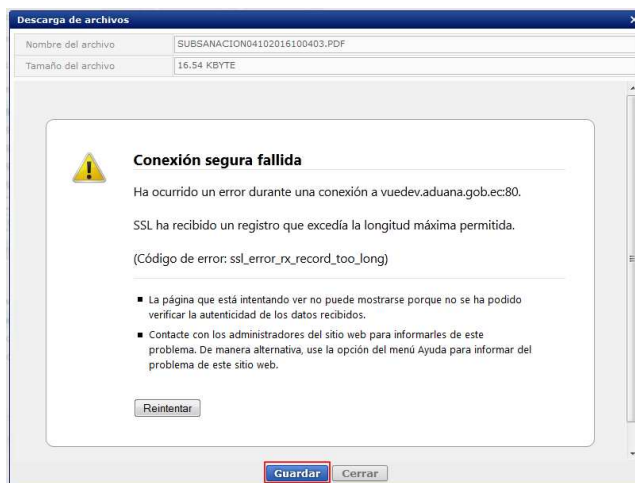 Descarga de archivos
Nombre del archivo SUBSANACION04102016100403.PDF
Tamaño del archivo 16.54 KBYTE
Conexión segura fallida
Ha ocurrido un error durante una conexión a vuedev.aduana.gob.ec:80.
SSL ha recibido un registro que excedía la longitud máxima permitida.
(Código de error: ssl_error_rx_record_too_long)
La página que está intentando ver no puede mostrarse porque no se ha podido
verificar la autenticidad de los datos recibidos.
Contacte con los administradores del sitio web para informarles de este
problema. De manera alternativa, use la opción del menú Ayuda para informar del
problema de este sitio web.
Reintentar
Guardar Cerrar